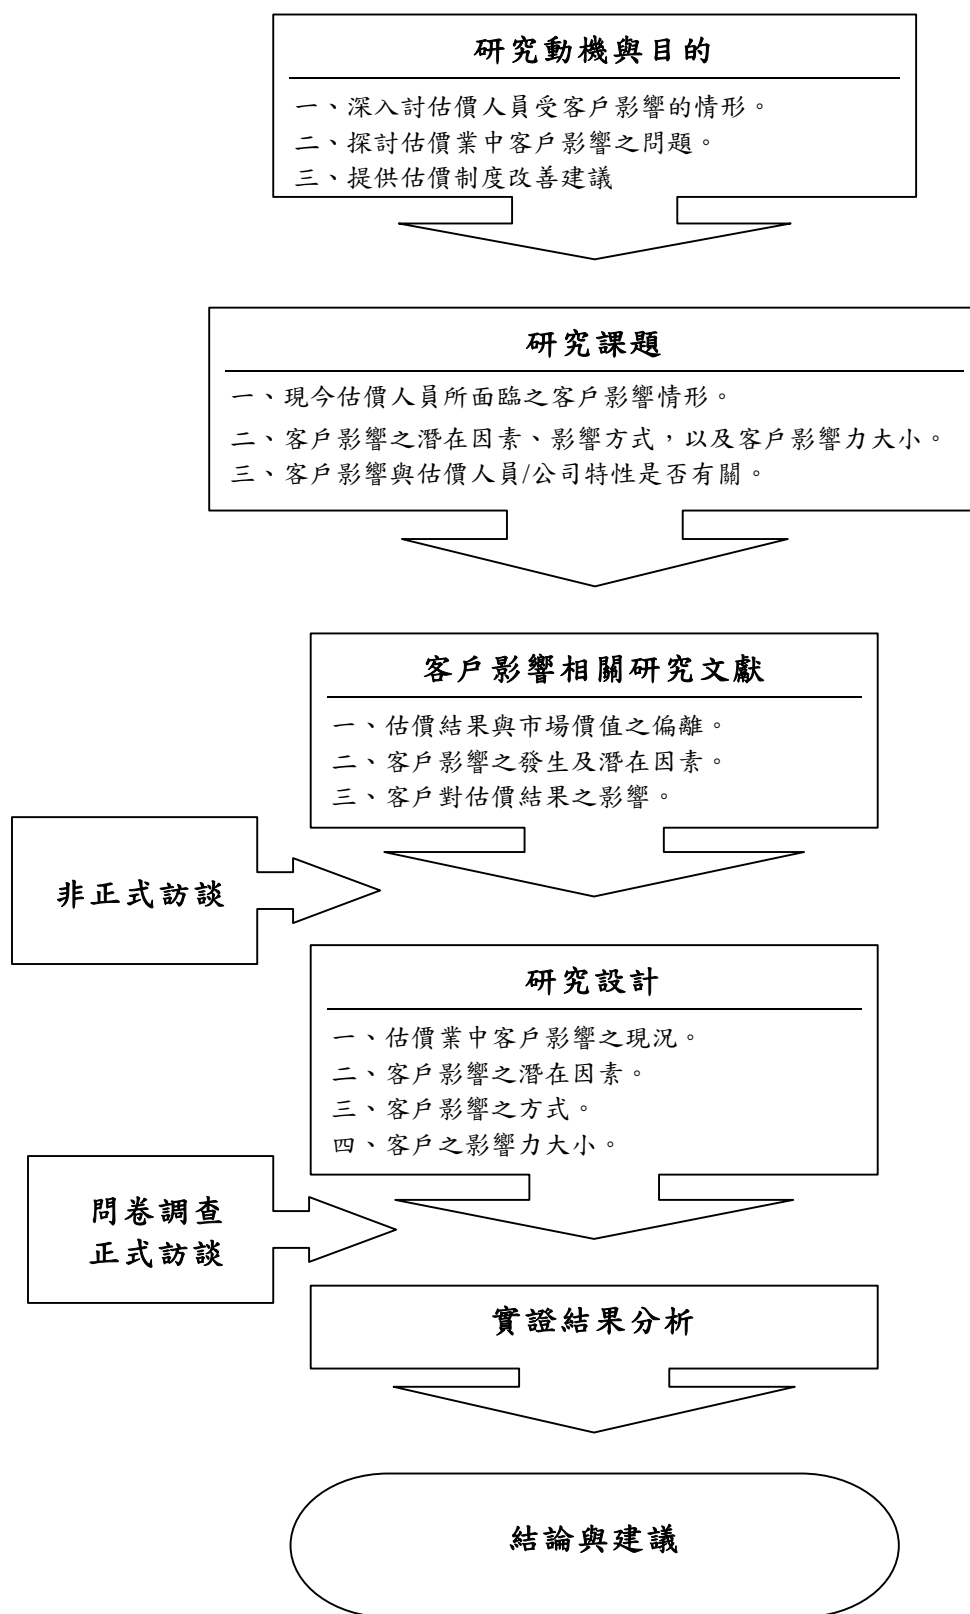 研究動機與目的
一、深入討估價人員受客戶影響的情形。
二、探討估價業中客戶影響之問題。
三、提供估價制度改善建議
研究課題
一、現今估價人員所面臨之客戶影響情形。
二、客戶影響之潛在因素、影響方式，以及客戶影響力大小。
三、客戶影響與估價人員/公司特性是否有關。
客戶影響相關研究文獻
一、估價結果與市場價值之偏離。
二、客戶影響之發生及潛在因素。
三、客戶對估價結果之影響。
非正式訪談
研究設計
一、估價業中客戶影響之現況。
二、客戶影響之潛在因素。
三、客戶影響之方式。
四、客戶之影響力大小。
問卷調查
正式訪談
實證結果分析
結論與建議